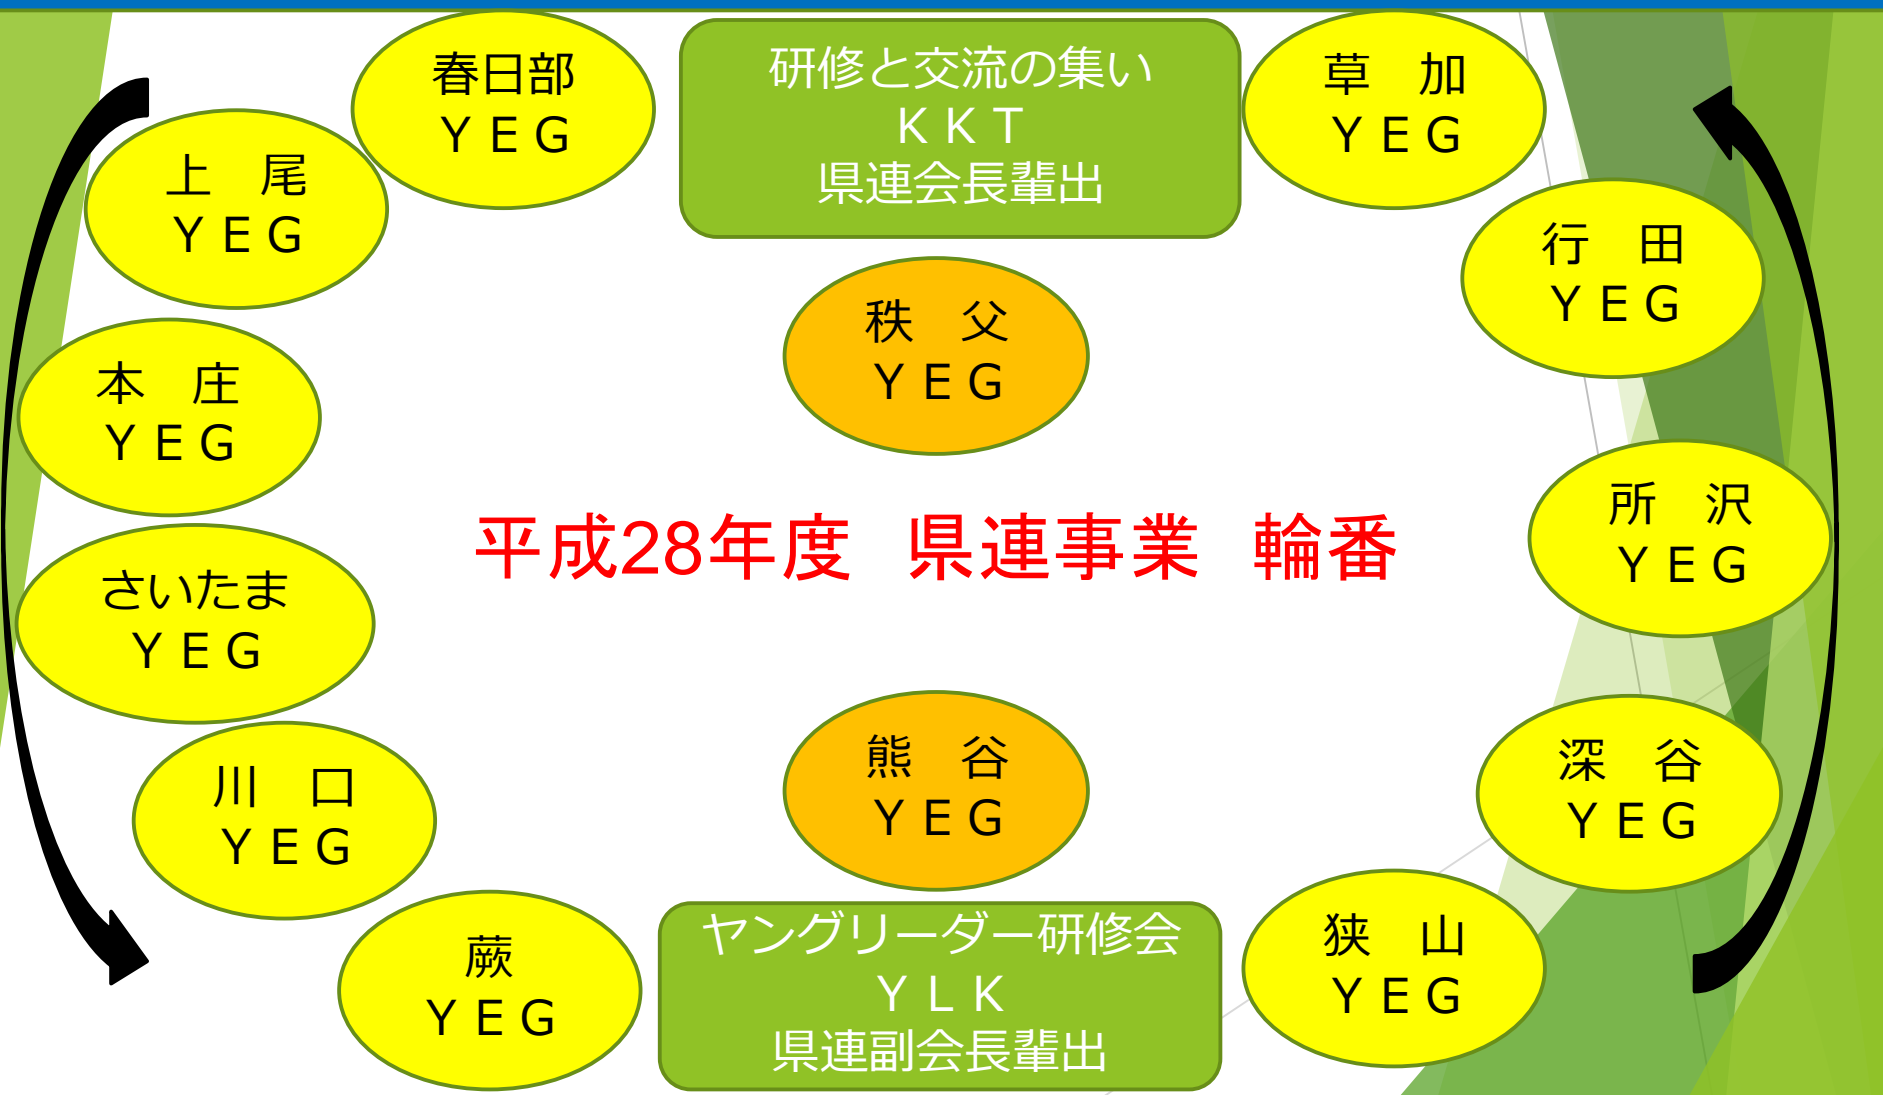 春日部
ＹＥＧ
研修と交流の集い
ＫＫＴ
県連会長輩出
草　加
ＹＥＧ
上　尾
ＹＥＧ
行　田
ＹＥＧ
秩　父
ＹＥＧ
本　庄
ＹＥＧ
所　沢
ＹＥＧ
平成28年度　県連事業　輪番
さいたま
ＹＥＧ
熊　谷
ＹＥＧ
深　谷
ＹＥＧ
川　口
ＹＥＧ
蕨
ＹＥＧ
ヤングリーダー研修会
ＹＬＫ
県連副会長輩出
狭　山
ＹＥＧ